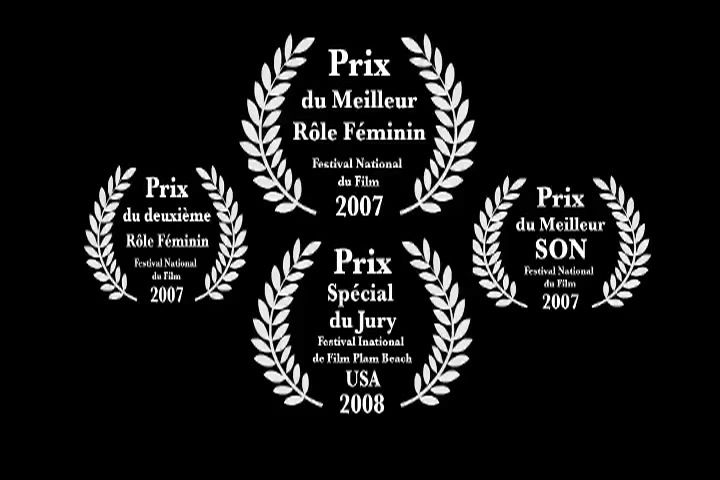 Prix
du Meilleur
Rôle Féminin
Festival National
du Film
2007
Prix
du deuxième
Rôle Féminin
Festival National
du Film
2007
Prix
du Meilleur
SON
Festival National
du Film
2007
Prix
Spécial
du Jury
Festival Inational
de Film Plam Beach
USA
2008